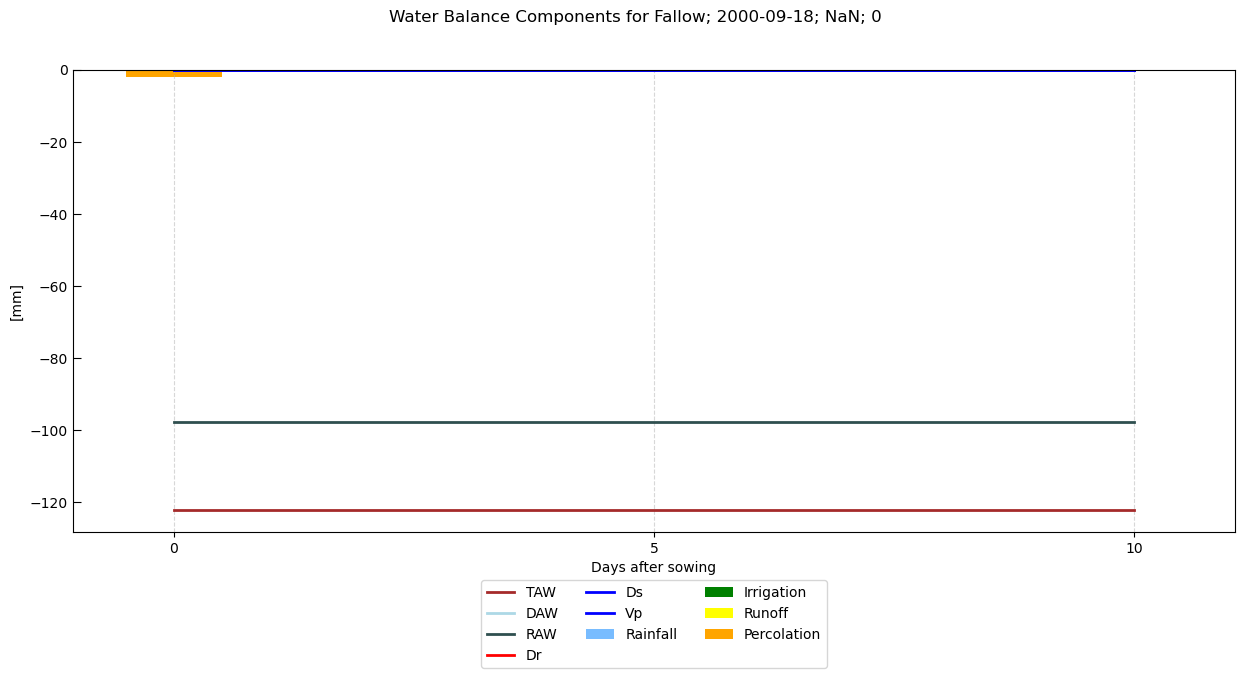 Water Balance Components for Fallow; 2000-09-18; NaN; 0
0
−20
−40
−60
−80
−100
−120
[mm]
0 5 10
Days after sowing
TAW Ds Irrigation
DAW Vp Runoff
RAW Rainfall Percolation
Dr